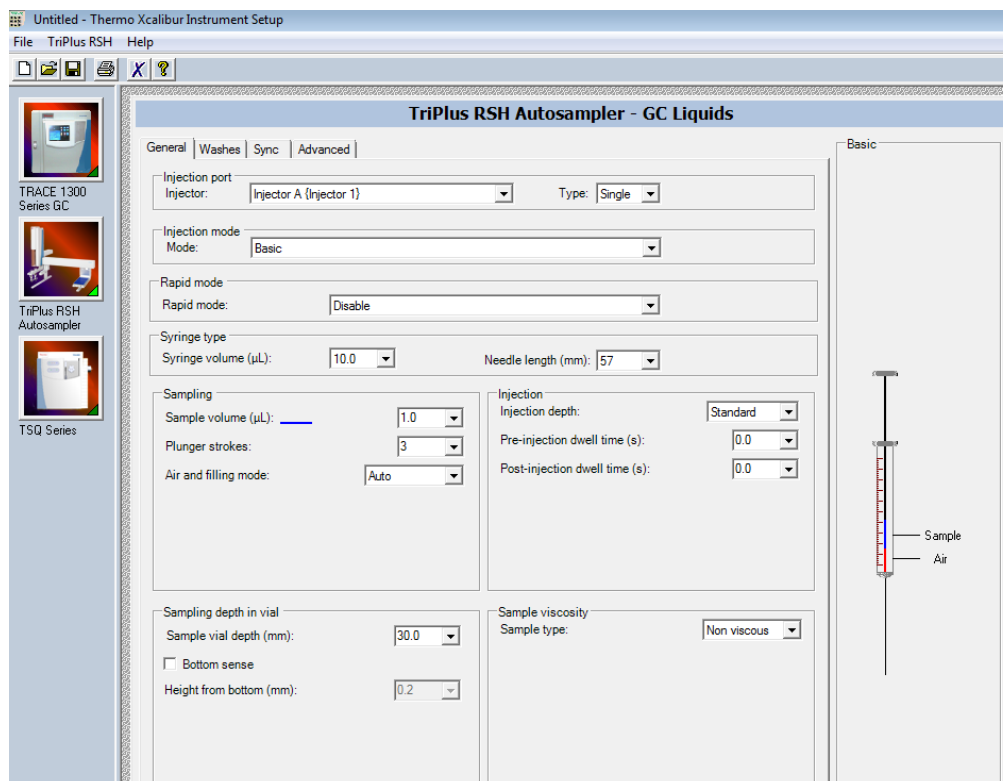 Untitled - Thermo Xcalibur Instrument Setup
File TriPlus RSH Help
TriPlus RSH Autosampler - GC Liquids
General Washes Sync Advanced
Basic
Injection port
Injector: Injector A {Injector 1} Type: Single
Injection mode
Mode: Basic
Rapid mode
Rapid mode: Disable
Syringe type
Syringe volume (µL): 10.0 Needle length (mm): 57
Sampling
Sample volume (µL): 1.0
Plunger strokes: 3
Air and filling mode: Auto
Injection
Injection depth: Standard
Pre-injection dwell time (s): 0.0
Post-injection dwell time (s): 0.0
Sampling depth in vial
Sample vial depth (mm): 30.0
Bottom sense
Height from bottom (mm): 0.2
Sample viscosity
Sample type: Non viscous
Sample
Air
TRACE 1300
Series GC
TriPlus RSH
Autosampler
TSQ Series